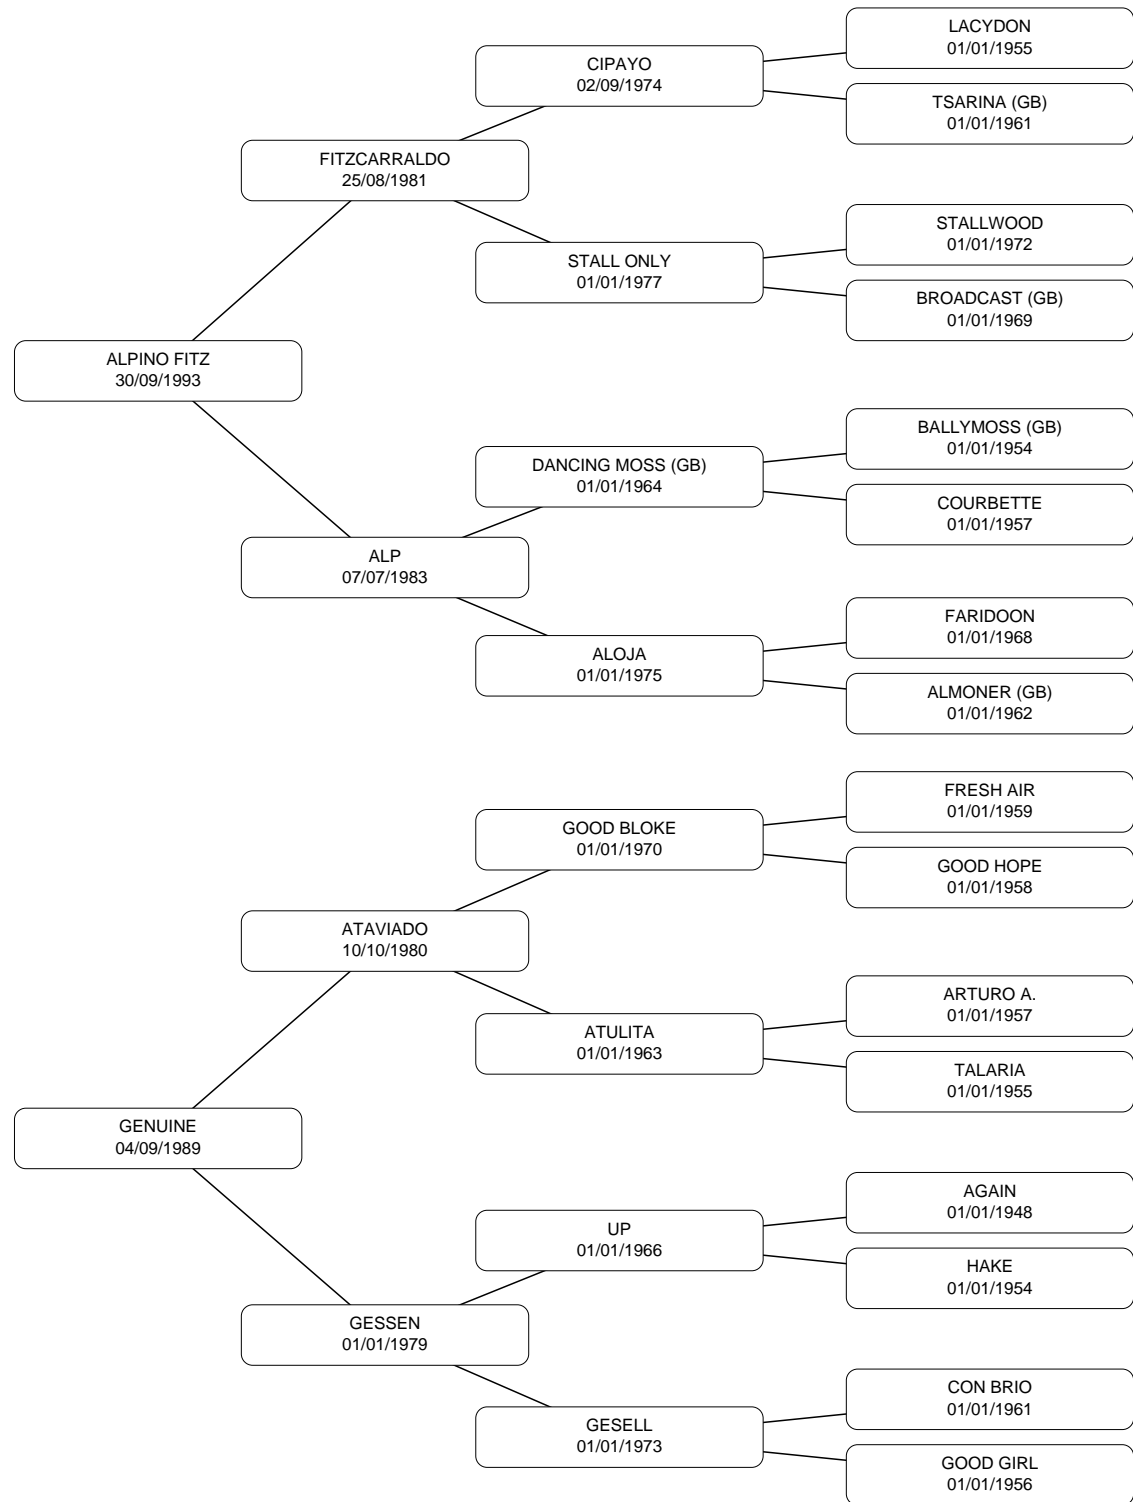 LACYDON
01/01/1955
CIPAYO
02/09/1974
TSARINA (GB)
01/01/1961
FITZCARRALDO
25/08/1981
STALLWOOD
01/01/1972
STALL ONLY
01/01/1977
BROADCAST (GB)
01/01/1969
ALPINO FITZ
30/09/1993
BALLYMOSS (GB)
01/01/1954
DANCING MOSS (GB)
01/01/1964
COURBETTE
01/01/1957
ALP
07/07/1983
FARIDOON
01/01/1968
ALOJA
01/01/1975
ALMONER (GB)
01/01/1962
FRESH AIR
01/01/1959
GOOD BLOKE
01/01/1970
GOOD HOPE
01/01/1958
ATAVIADO
10/10/1980
ARTURO A.
01/01/1957
ATULITA
01/01/1963
TALARIA
01/01/1955
GENUINE
04/09/1989
AGAIN
01/01/1948
UP
01/01/1966
HAKE
01/01/1954
GESSEN
01/01/1979
CON BRIO
01/01/1961
GESELL
01/01/1973
GOOD GIRL
01/01/1956